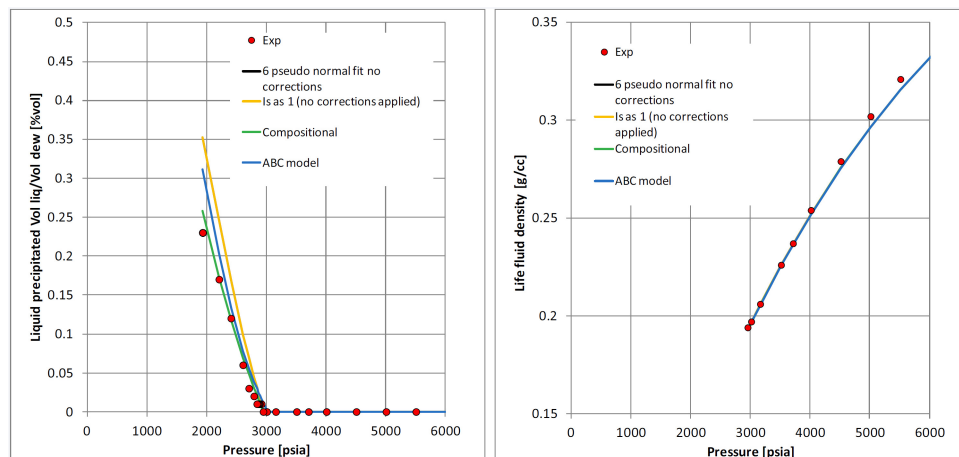 0.5
0.45
0.4
0.35
0.3
0.25
0.2
0.15
0.1
0.05
0
Liquid precipitated Vol liq/Vol dew [%vol]
Exp
6 pseudo normal fit no
corrections
Is as 1 (no corrections applied)
Compositional
ABC model
0 1000 2000 3000 4000 5000 6000
Pressure [psia]
0.35
0.3
0.25
0.2
0.15
Life fluid density [g/cc]
Exp
6 pseudo normal fit no
corrections
Is as 1 (no corrections
applied)
Compositional
ABC model
0 1000 2000 3000 4000 5000 6000
Pressure [psia]